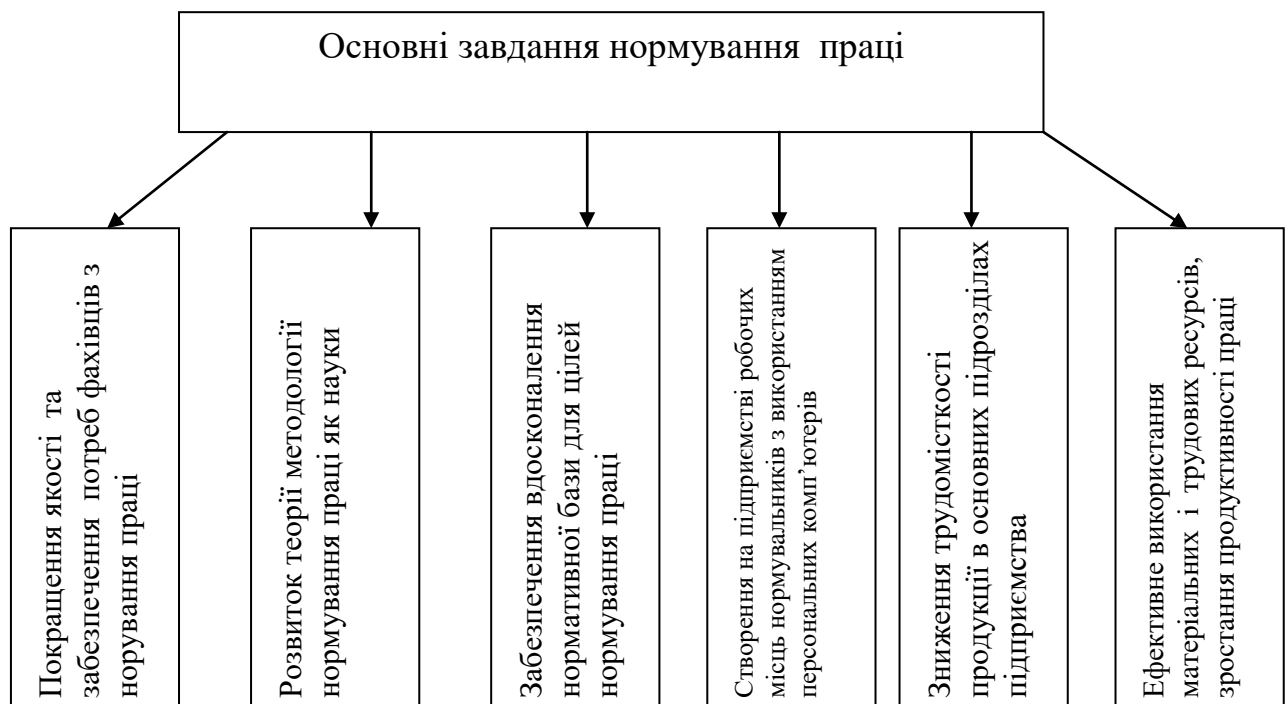 Основні завдання нормування праці
Покращення якості та
забезпечення потреб фахівців з
норування праці
Розвиток теорії методології
нормування праці як науки
Забезпечення вдосконалення
нормативної бази для цілей
нормування праці
Створення на підприємстві робочих
місць нормувальників з використанням
персональних комп’ютерів
Зниження трудомісткості
продукції в основних підрозділах
підприємства
Ефективне використання
матеріальних і трудових ресурсів,
зростання продуктивності праці